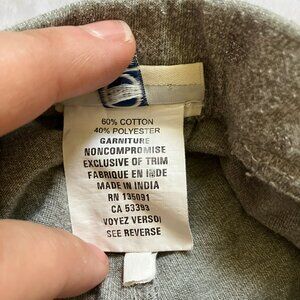 60% COTTON
40% POLYESTER
GARNITURE
NONCOMPROMISE
EXCLUSIVE OF TRIM
FABRIQUE EN INDE
MADE IN INDIA
RN 135091
CA 53393
VOYEZ VERSO/
SEE REVERSE